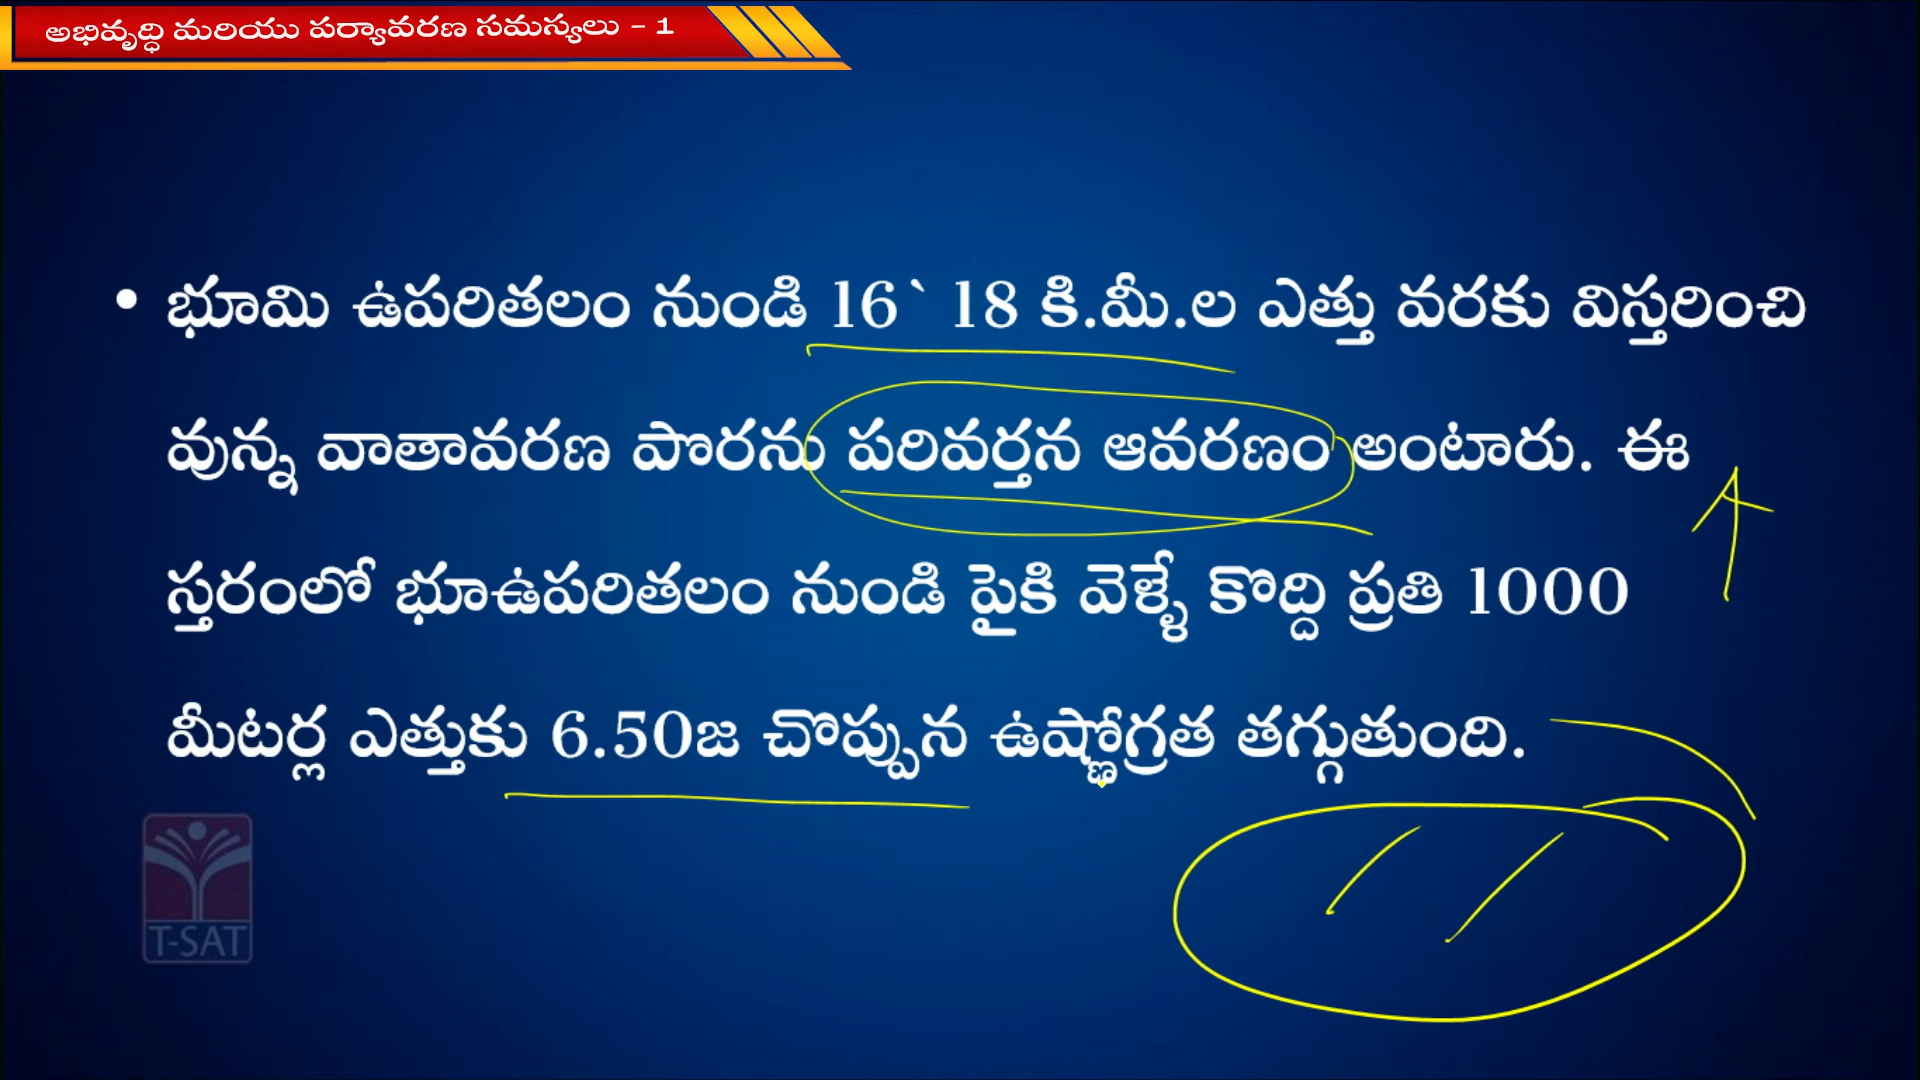 అభివృద్ధి మరియు పర్యావరణ సమస్యలు - 1
• భూమి ఉపరితలం నుండి 16`18 కి.మీ.ల ఎత్తు వరకు విస్తరించి
వున్న వాతావరణ పొరను పరివర్తన ఆవరణం అంటారు. ఈ
స్తరంలో భూఉపరితలం నుండి పైకి వెళ్ళే కొద్ది ప్రతి 1000
మీటర్ల ఎత్తుకు 6.50జ చొప్పున ఉష్ణోగ్రత తగ్గుతుంది.
T-SAT